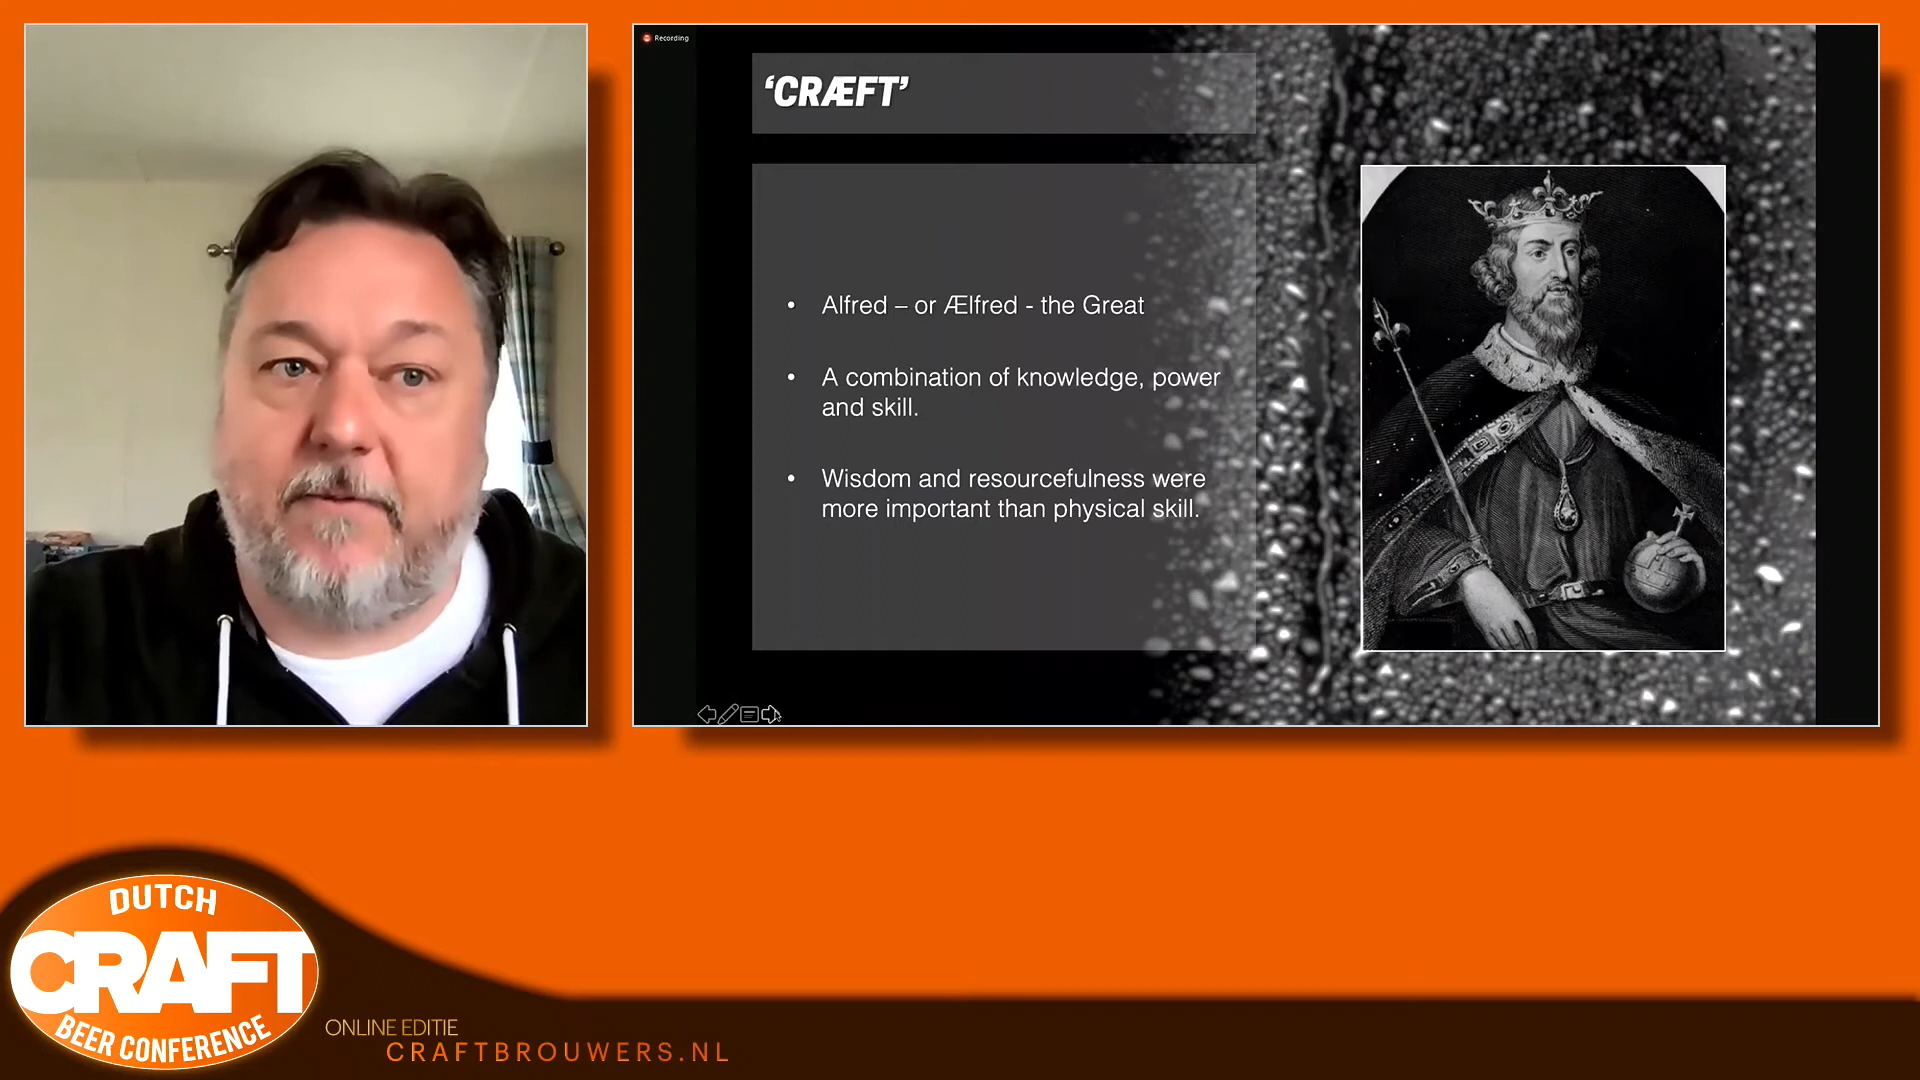 Recording
‘CRÆFT’
• Alfred – or Ælfred - the Great
• A combination of knowledge, power
and skill.
• Wisdom and resourcefulness were
more important than physical skill.
DUTCH
CRAFT
BEER CONFERENCE
ONLINE EDITIE
CRAFTBROUWERS.NL